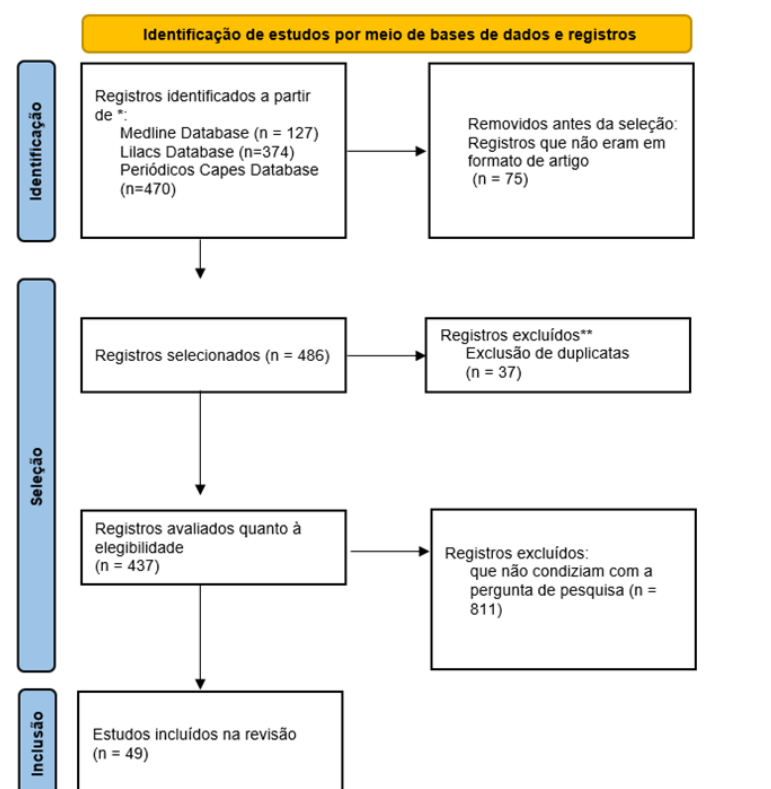 Identificação de estudos por meio de bases de dados e registros
Identificação
Registros identificados a partir
de *:
Medline Database (n = 127)
Lilacs Database (n=374)
Periódicos Capes Database
(n=470)
Removidos antes da seleção:
Registros que não eram em
formato de artigo
(n = 75)
Seleção
Registros selecionados (n = 486)
Registros excluídos**
Exclusão de duplicatas
(n = 37)
Registros avaliados quanto à
elegibilidade
(n = 437)
Registros excluídos:
que não condiziam com a
pergunta de pesquisa (n =
811)
Inclusão
Estudos incluídos na revisão
(n = 49)